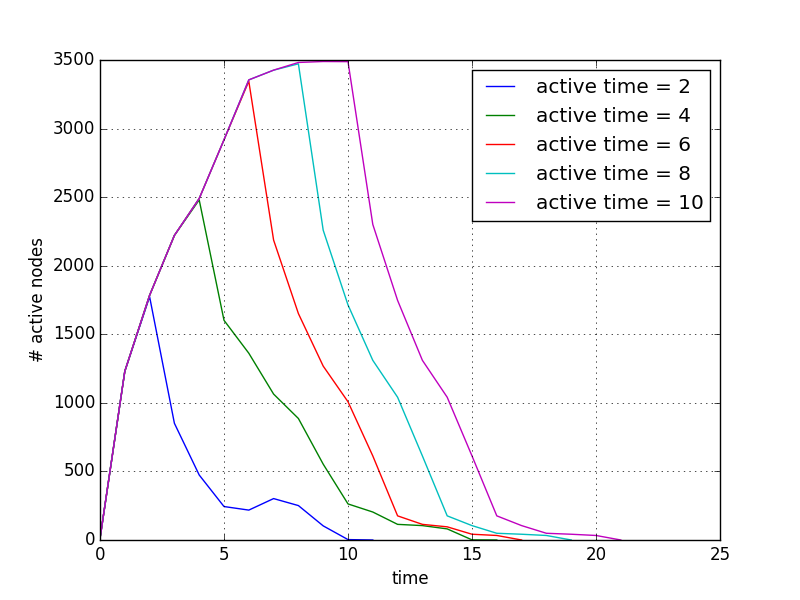 3500
3000
2500
2000
1500
1000
500
0
# active nodes
active time = 2
active time = 4
active time = 6
active time = 8
active time = 10
0 5 10 15 20 25
time